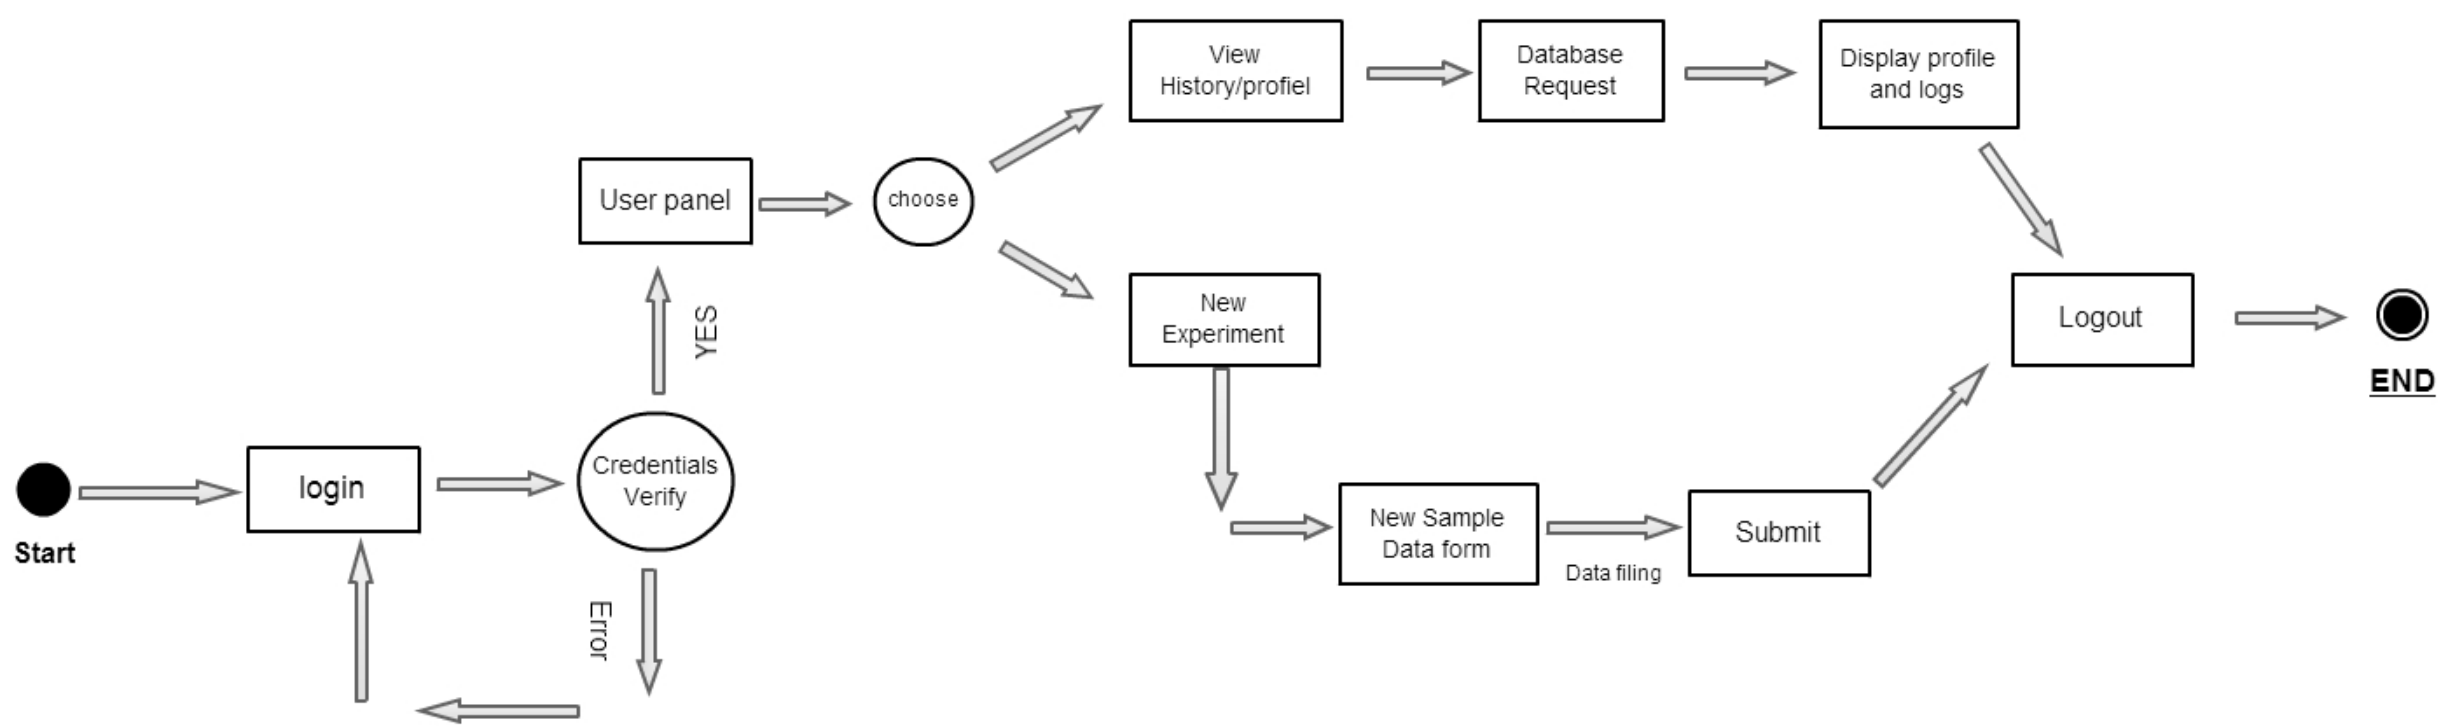 View
History/profiel
Database
Request
Display profile
and logs
User panel
choose
New
Experiment
Logout
END
YES
Credentials
Verify
login
Start
New Sample
Data form
Data filing
Submit
Error